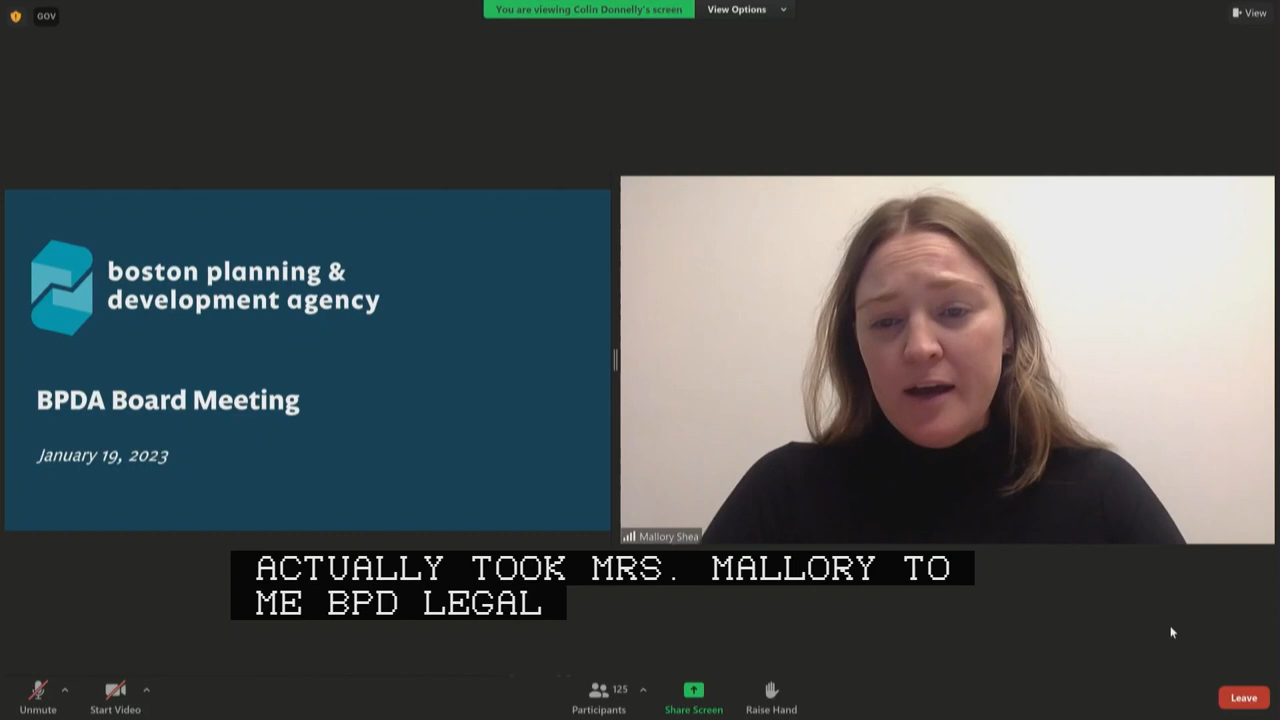 GOV
You are viewing Colin Donnelly's screen
View Options
View
boston planning &
development agency
BPDA Board Meeting
January 19, 2023
Mallory Shea
ACTUALLY TOOK MRS. MALLORY TO
ME BPD LEGAL
Unmute
Start Video
125
Participants
Share Screen
Raise Hand
Leave